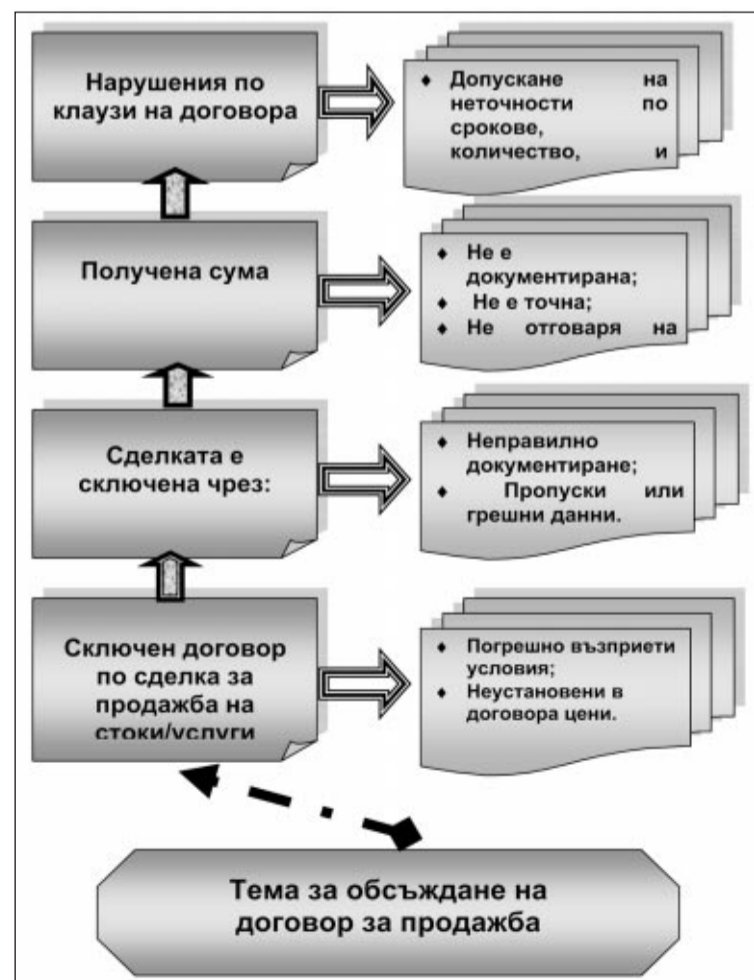 Нарушения по
клаузи на договора
♦ Допускане на
неточности по
срокове,
количество, и
Получена сума
♦ Не е
документирана;
♦ Не е точна;
♦ Не отговаря на
Сделката е
сключена чрез:
♦ Неправилно
документиране;
♦ Пропуски или
грешни данни.
Сключен договор
по сделка за
продажба на
стоки/услуги
♦ Погрешно възприети
условия;
♦ Неустановени в
договора цени.
Тема за обсъждане на
договор за продажба